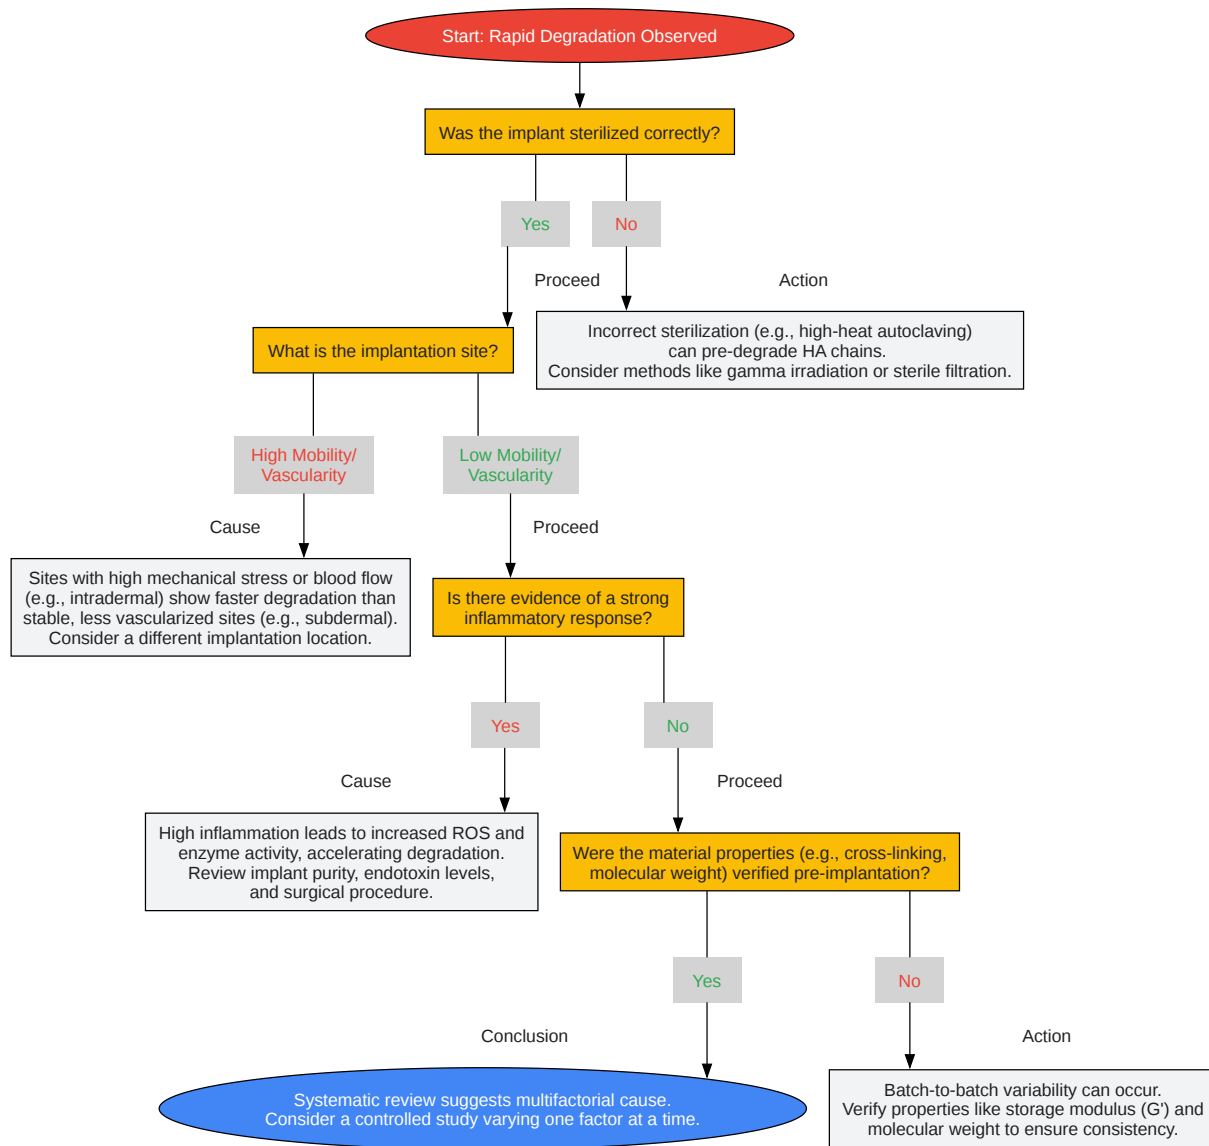 Start: Rapid Degradation Observed
Was the implant sterilized correctly?
Yes
No
Proceed
Action
Incorrect sterilization (e.g., high-heat autoclaving)
can pre-degrade HA chains.
Consider methods like gamma irradiation or sterile filtration.
What is the implantation site?
High Mobility/
Vascularity
Low Mobility/
Vascularity
Cause
Proceed
Sites with high mechanical stress or blood flow
(e.g., intradermal) show faster degradation than
stable, less vascularized sites (e.g., subdermal).
Consider a different implantation location.
Is there evidence of a strong
inflammatory response?
Yes
No
Cause
Proceed
High inflammation leads to increased ROS and
enzyme activity, accelerating degradation.
Review implant purity, endotoxin levels,
and surgical procedure.
Were the material properties (e.g., cross-linking,
molecular weight) verified pre-implantation?
Yes
No
Conclusion
Action
Systematic review suggests multifactorial cause.
Consider a controlled study varying one factor at a time.
Batch-to-batch variability can occur.
Verify properties like storage modulus (G') and
molecular weight to ensure consistency.